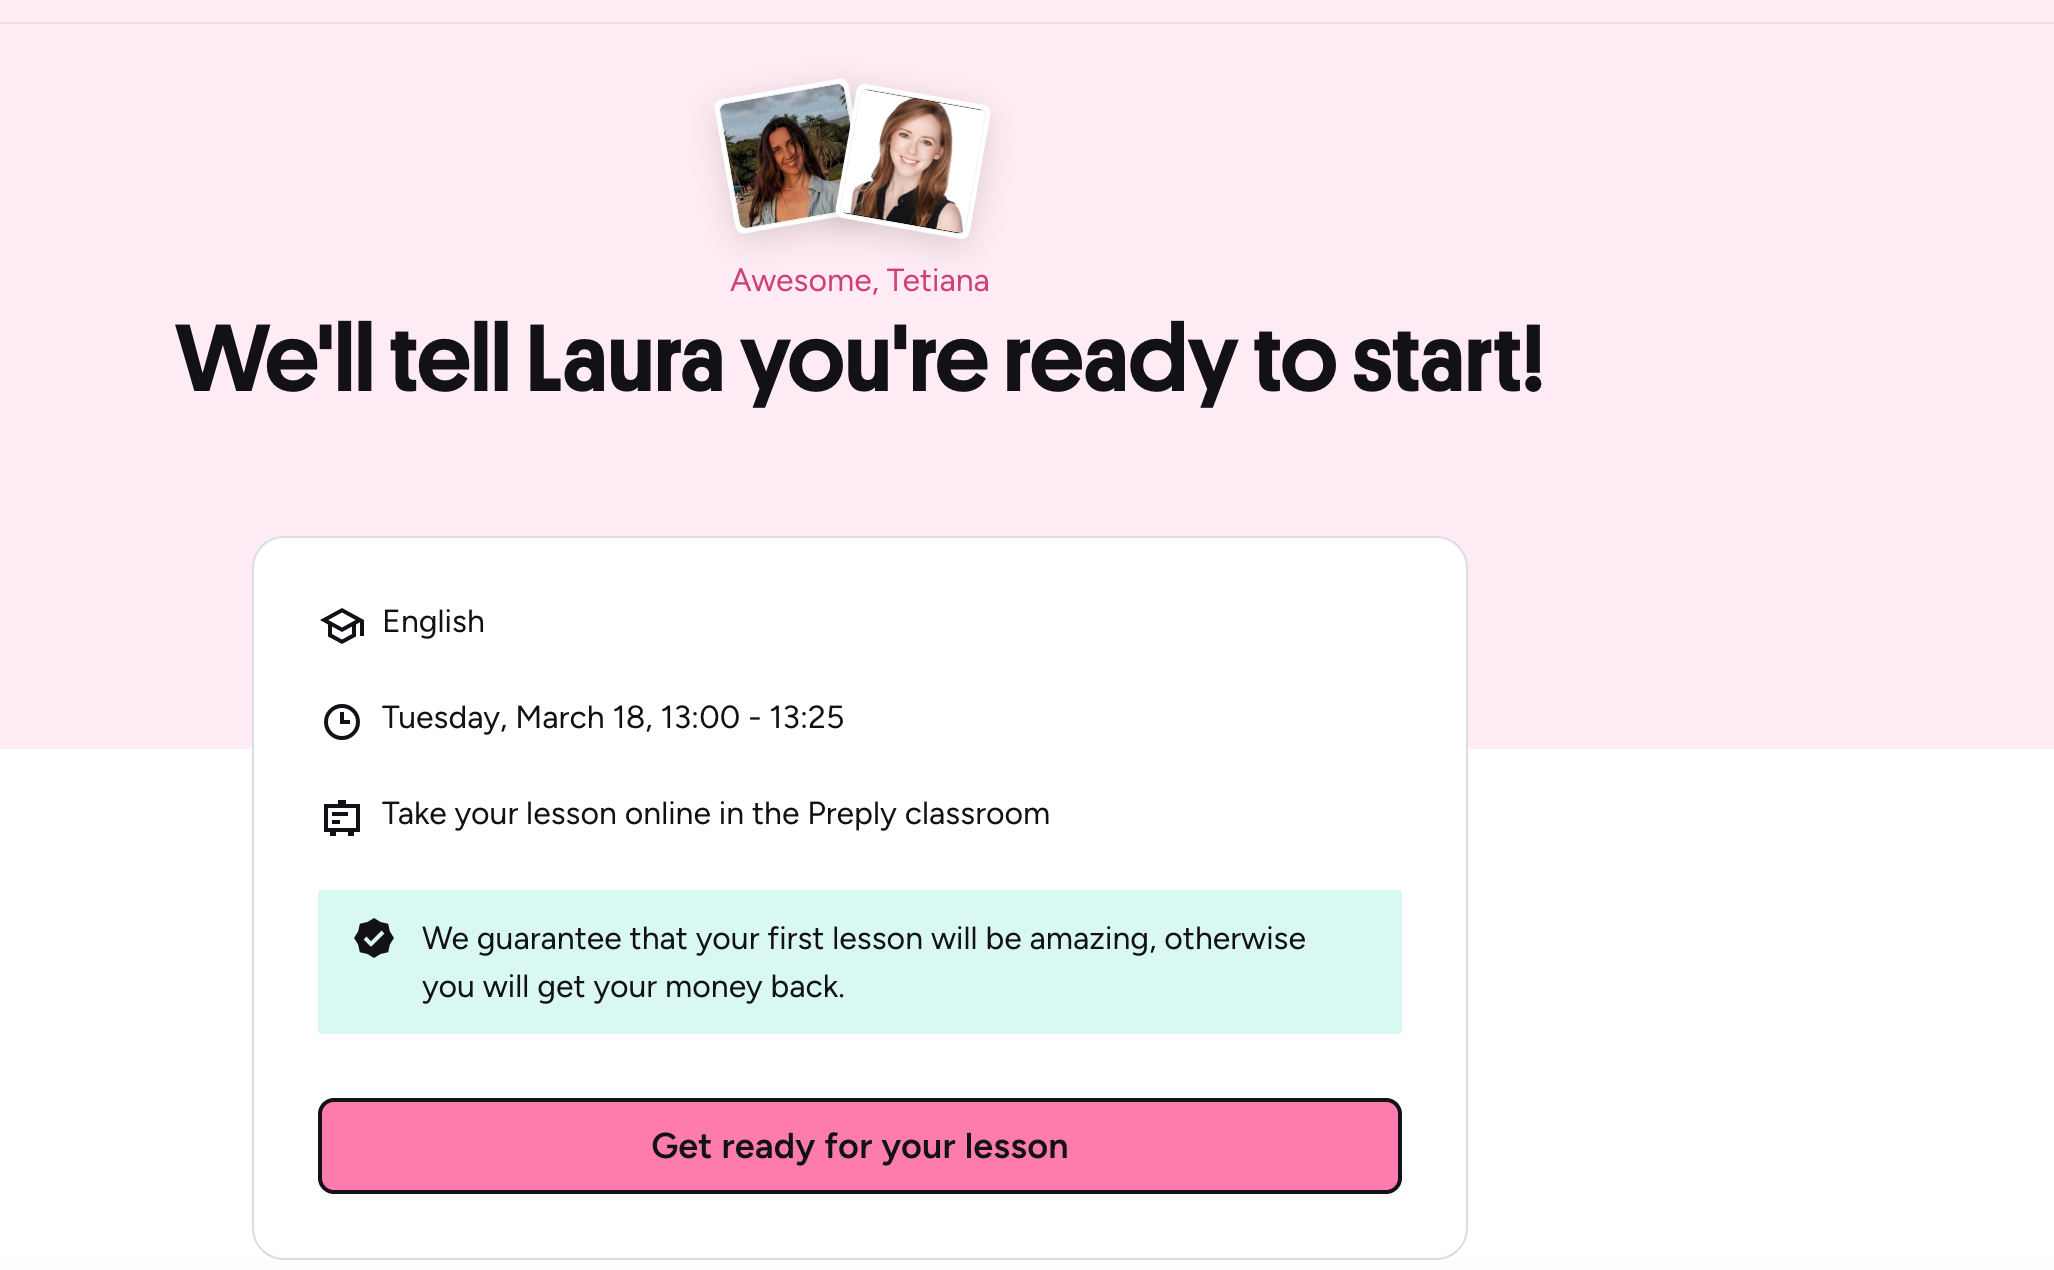 Awesome, Tetiana
We'll tell Laura you're ready to start!
English
Tuesday, March 18, 13:00 - 13:25
Take your lesson online in the Preply classroom
We guarantee that your first lesson will be amazing, otherwise
you will get your money back.
Get ready for your lesson